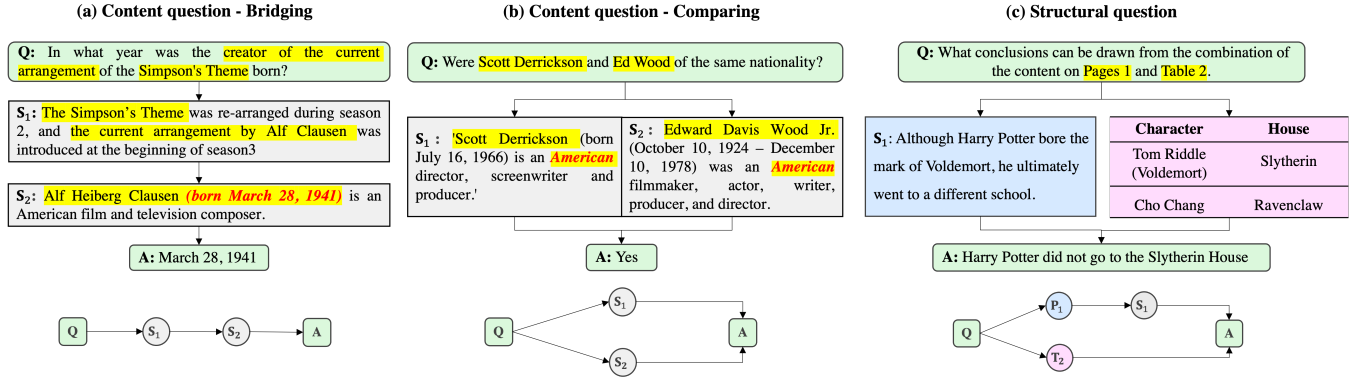 (a) Content question - Bridging
Q: In what year was the creator of the current
arrangement of the Simpson's Theme born?
S1: The Simpson's Theme was re-arranged during season
2, and the current arrangement by Alf Clausen was
introduced at the beginning of season3
S2: Alf Heiberg Clausen (born March 28, 1941) is an
American film and television composer.
A: March 28, 1941
Q
S1
S2
A
(b) Content question - Comparing
Q: Were Scott Derrickson and Ed Wood of the same nationality?
S1 : 'Scott Derrickson (born
July 16, 1966) is an American
director, screenwriter and
producer.'
S2 : Edward Davis Wood Jr.
(October 10, 1924 – December
10, 1978) was an American
filmmaker, actor, writer,
producer, and director.
A: Yes
Q
S1
S2
A
(c) Structural question
Q: What conclusions can be drawn from the combination of
the content on Pages 1 and Table 2.
S1: Although Harry Potter bore the
mark of Voldemort, he ultimately
went to a different school.
Character House
Tom Riddle
(Voldemort) Slytherin
Cho Chang Ravenclaw
A: Harry Potter did not go to the Slytherin House
Q
P1
S1
T2
A